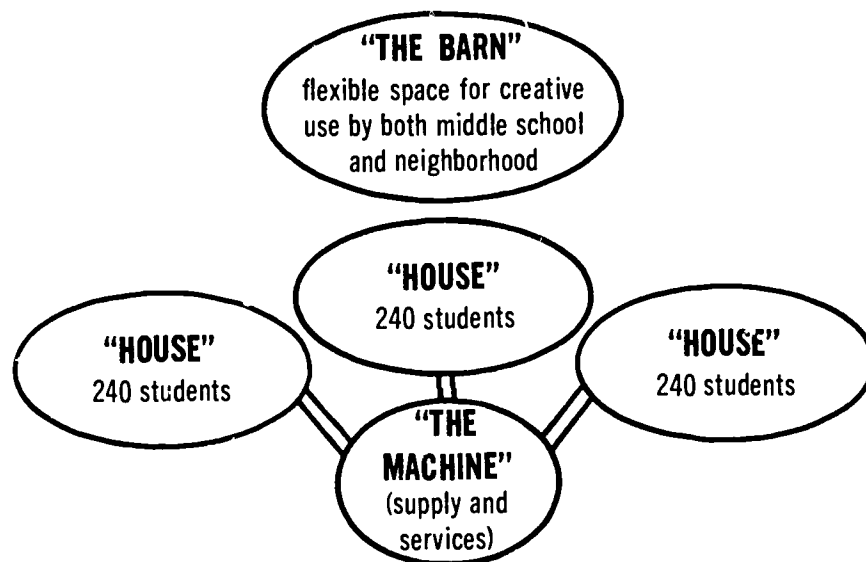 "THE BARN"
flexible space for creative
use by both middle school
and neighborhood
"HOUSE"
240 students
"HOUSE"
240 students
"HOUSE"
240 students
"THE
MACHINE"
(supply and
services)